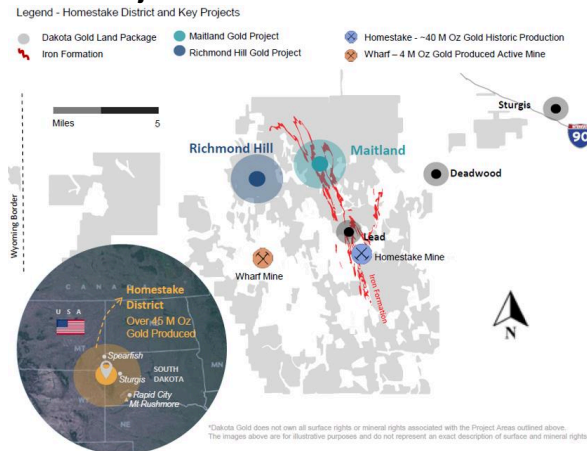 Legend - Homestake District and Key Projects
Dakota Gold Land Package
Iron Formation
Maitland Gold Project
Richmond Hill Gold Project
Homestake - ~40 M Oz Gold Historic Production
Wharf – 4 M Oz Gold Produced Active Mine
Miles 5
Sturgis
90
Richmond Hill
Maitland
Deadwood
Wyoming Border
Lead
Homestake Mine
Wharf Mine
Iron Formation
N
CANA
Homestake
District
Over 45 M Oz
Gold Produced
USA
MT
MN
Spearfish
SOUTH
DAKOTA
Sturgis
Rapid City
Mt Rushmore
WY
NE
*Dakota Gold does not own all surface rights or mineral rights associated with the Project Areas outlined above.
The images above are for illustrative purposes and do not represent an exact description of surface and mineral rights